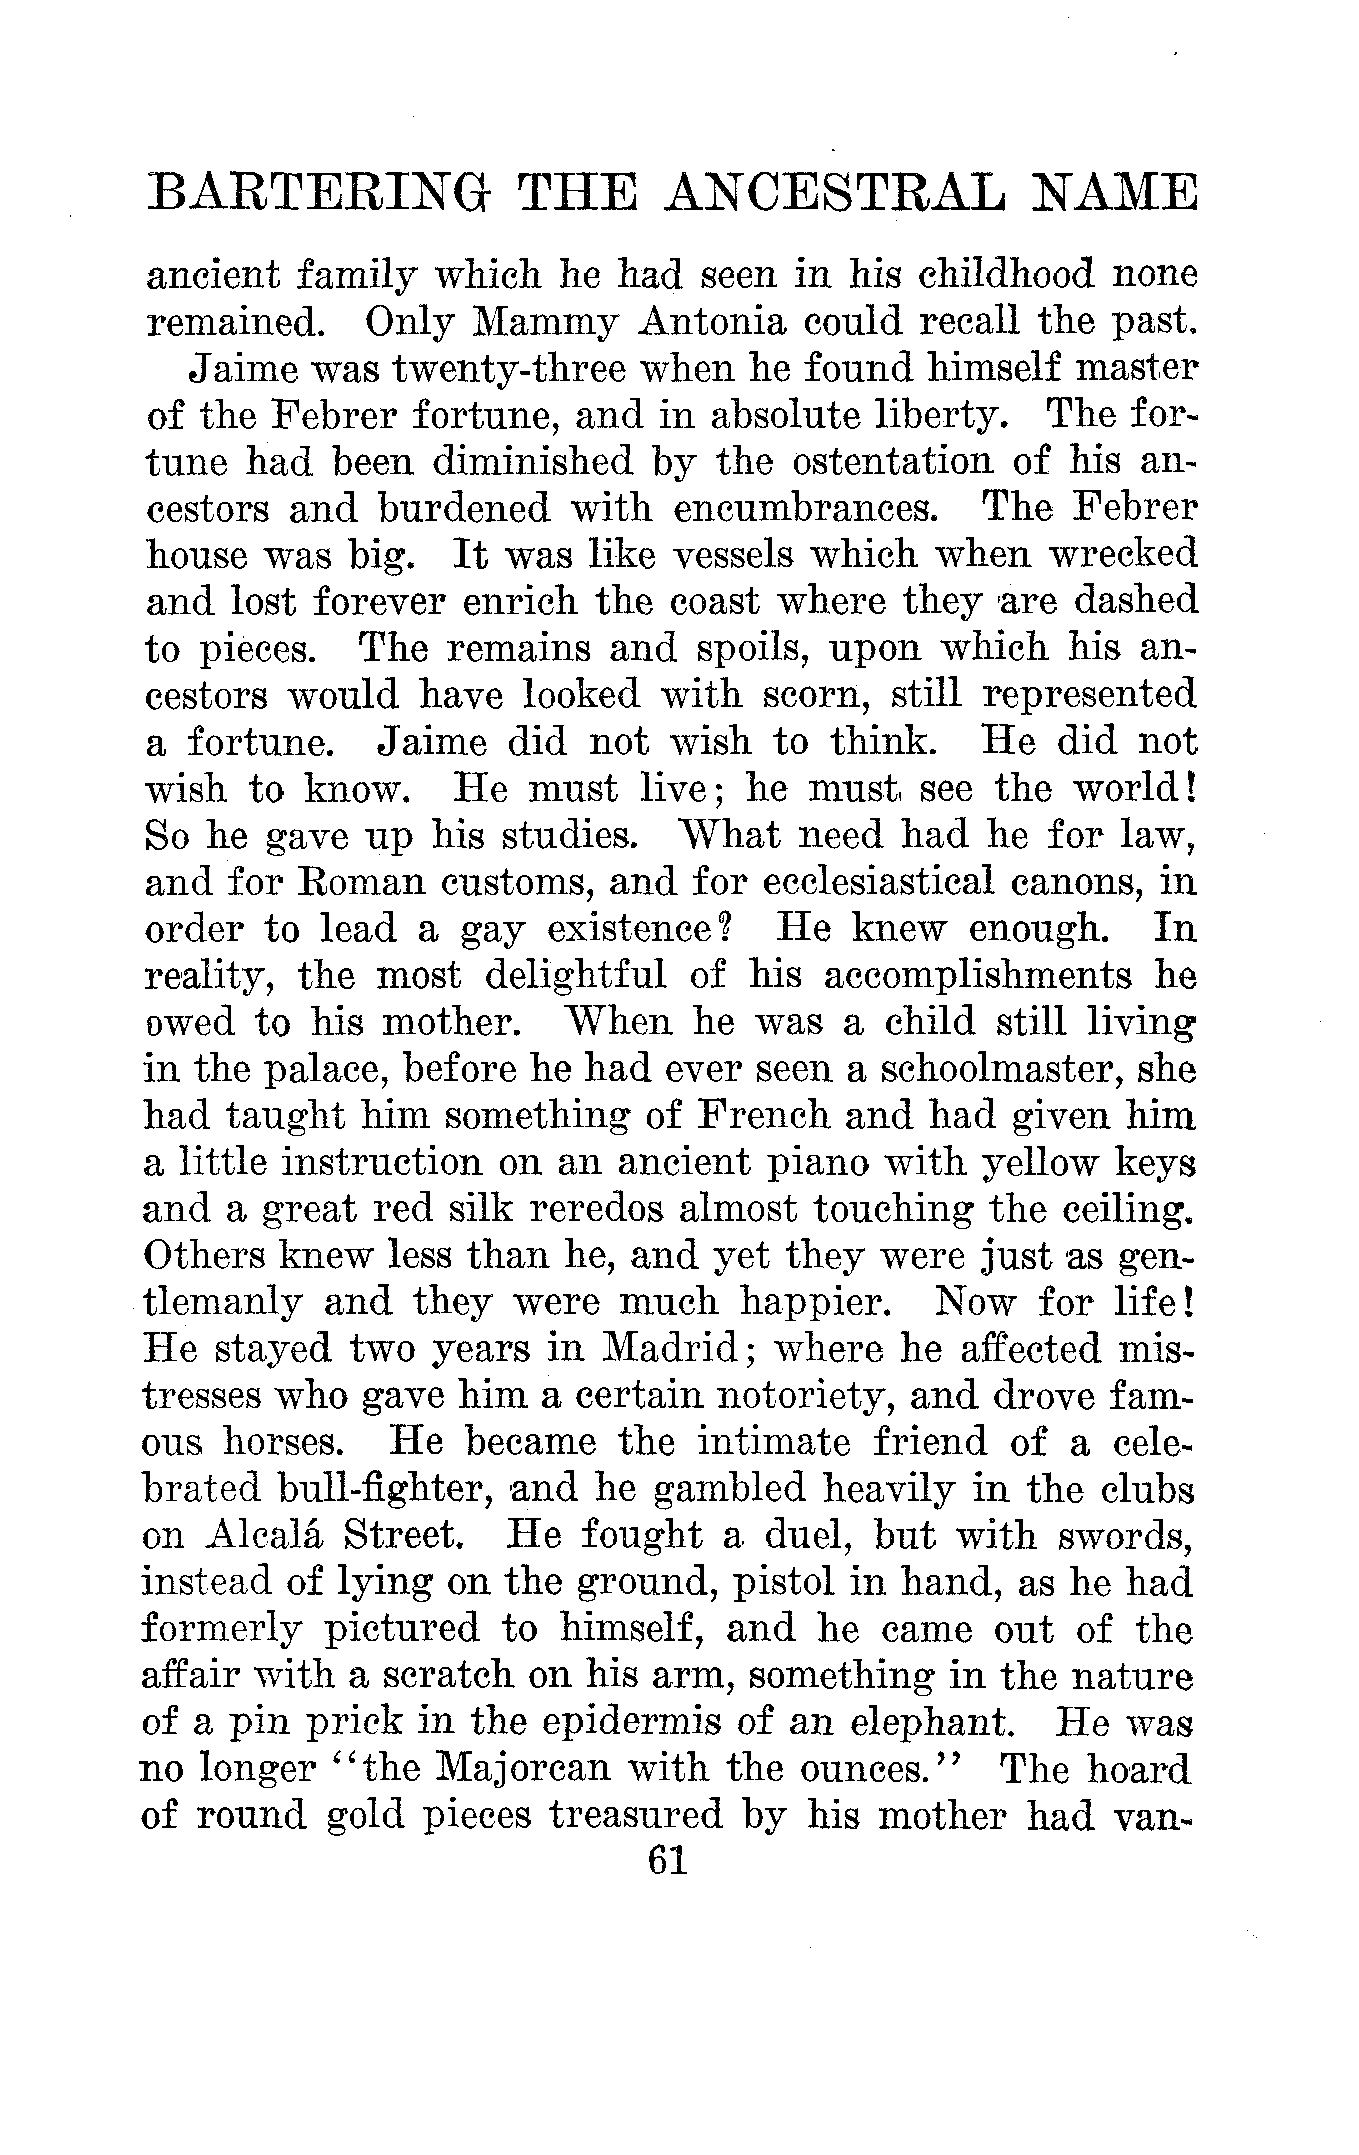 BARTERING THE ANCESTRAL NAME
ancient family which he had seen in his childhood none
remained. Only Mammy Antonia could recall the past.
Jaime was twenty-three when he found himself master
of the Febrer fortune, and in absolute liberty. The for-
tune had been diminished by the ostentation of his an-
cestors and burdened with encumbrances. The Febrer
house was big. It was like vessels which when wrecked
and lost forever enrich the coast where they are dashed
to pieces. The remains and spoils, upon which his an-
cestors would have looked with scorn, still represented
a fortune. Jaime did not wish to think. He did not
wish to know. He must live; he must see the world!
So he gave up his studies. What need had he for law,
and for Roman customs, and for ecclesiastical canons, in
order to lead a gay existence? He knew enough. In
reality, the most delightful of his accomplishments he
owed to his mother. When he was a child still living
in the palace, before he had ever seen a schoolmaster, she
had taught him something of French and had given him
a little instruction on an ancient piano with yellow keys
and a great red silk reredos almost touching the ceiling.
Others knew less than he, and yet they were just as gen-
tlemanly and they were much happier. Now for life!
He stayed two years in Madrid; where he affected mis-
tresses who gave him a certain notoriety, and drove fam-
ous horses. He became the intimate friend of a cele-
brated bull-fighter, and he gambled heavily in the clubs
on Alcalá Street. He fought a duel, but with swords,
instead of lying on the ground, pistol in hand, as he had
formerly pictured to himself, and he came out of the
affair with a scratch on his arm, something in the nature
of a pin prick in the epidermis of an elephant. He was
no longer "the Majorcan with the ounces." The hoard
of round gold pieces treasured by his mother had van-
61